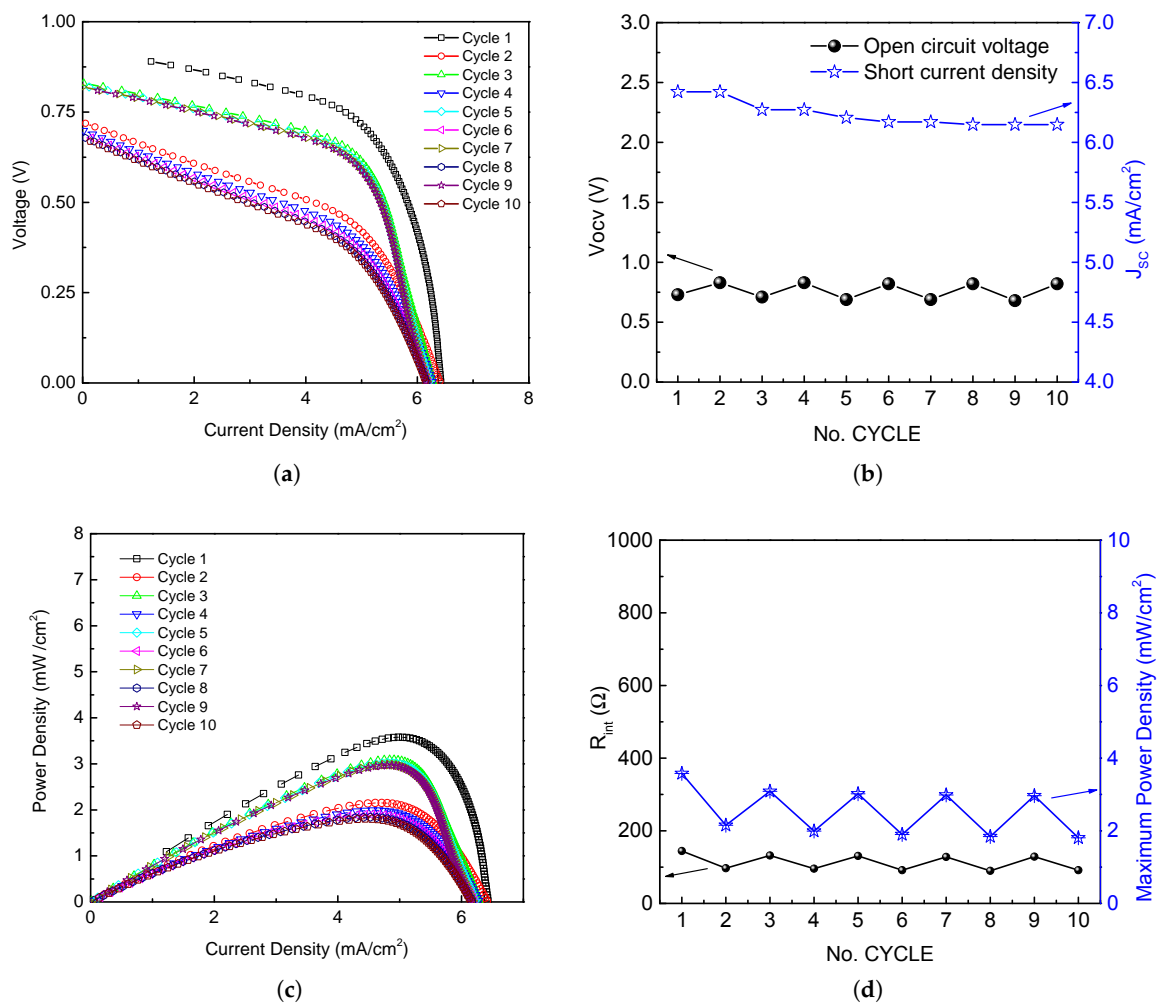 1.00
0.75
0.50
0.25
0.00
Voltage (V)
0
2
4
6
8
Current Density (mA/cm²)
Cycle 1
Cycle 2
Cycle 3
Cycle 4
Cycle 5
Cycle 6
Cycle 7
Cycle 8
Cycle 9
Cycle 10
(a)
3.0
2.5
2.0
1.5
1.0
0.5
0.0
Vocv (V)
Open circuit voltage
Short current density
7.0
6.5
6.0
5.5
5.0
4.5
4.0
J_SC (mA/cm²)
1 2 3 4 5 6 7 8 9 10
No. CYCLE
(b)
8
7
6
5
4
3
2
1
0
Power Density (mW /cm²)
Cycle 1
Cycle 2
Cycle 3
Cycle 4
Cycle 5
Cycle 6
Cycle 7
Cycle 8
Cycle 9
Cycle 10
0
2
4
6
Current Density (mA/cm²)
(c)
1000
800
600
400
200
0
R_int (Ω)
10
8
6
4
2
0
Maximum Power Density (mW/cm²)
1 2 3 4 5 6 7 8 9 10
No. CYCLE
(d)